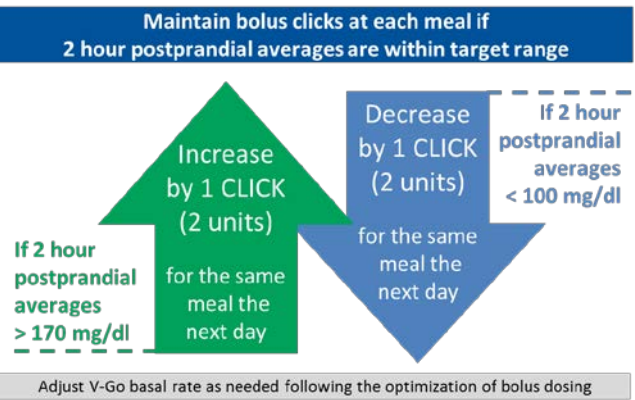 Maintain bolus clicks at each meal if
2 hour postprandial averages are within target range
Increase
by 1 CLICK
(2 units)
for the same
meal the
next day
If 2 hour
postprandial
averages
> 170 mg/dl
Decrease
by 1 CLICK
(2 units)
for the same
meal the
next day
If 2 hour
postprandial
averages
< 100 mg/dl
Adjust V-Go basal rate as needed following the optimization of bolus dosing